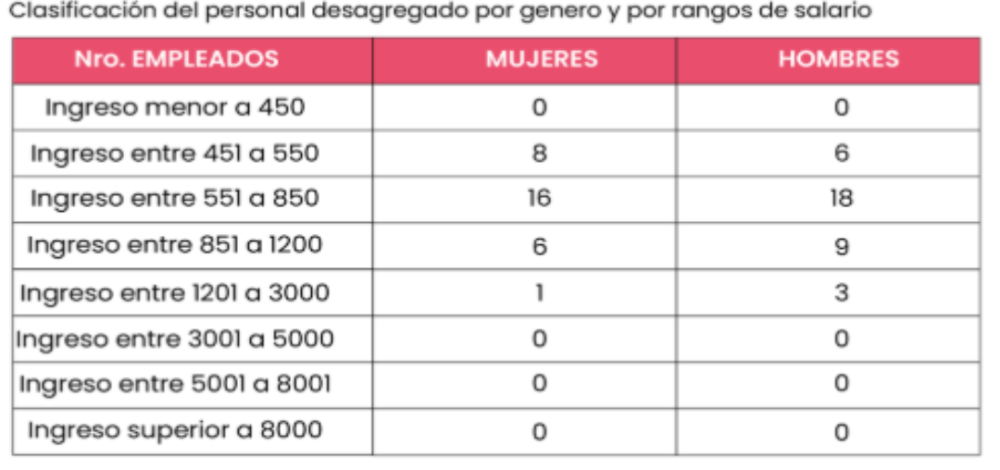 Clasificación del personal desagregado por genero y por rangos de salario
Nro. EMPLEADOS MUJERES HOMBRES
Ingreso menor a 450 0 0
Ingreso entre 451 a 550 8 6
Ingreso entre 551 a 850 16 18
Ingreso entre 851 a 1200 6 9
Ingreso entre 1201 a 3000 1 3
Ingreso entre 3001 a 5000 0 0
Ingreso entre 5001 a 8001 0 0
Ingreso superior a 8000 0 0